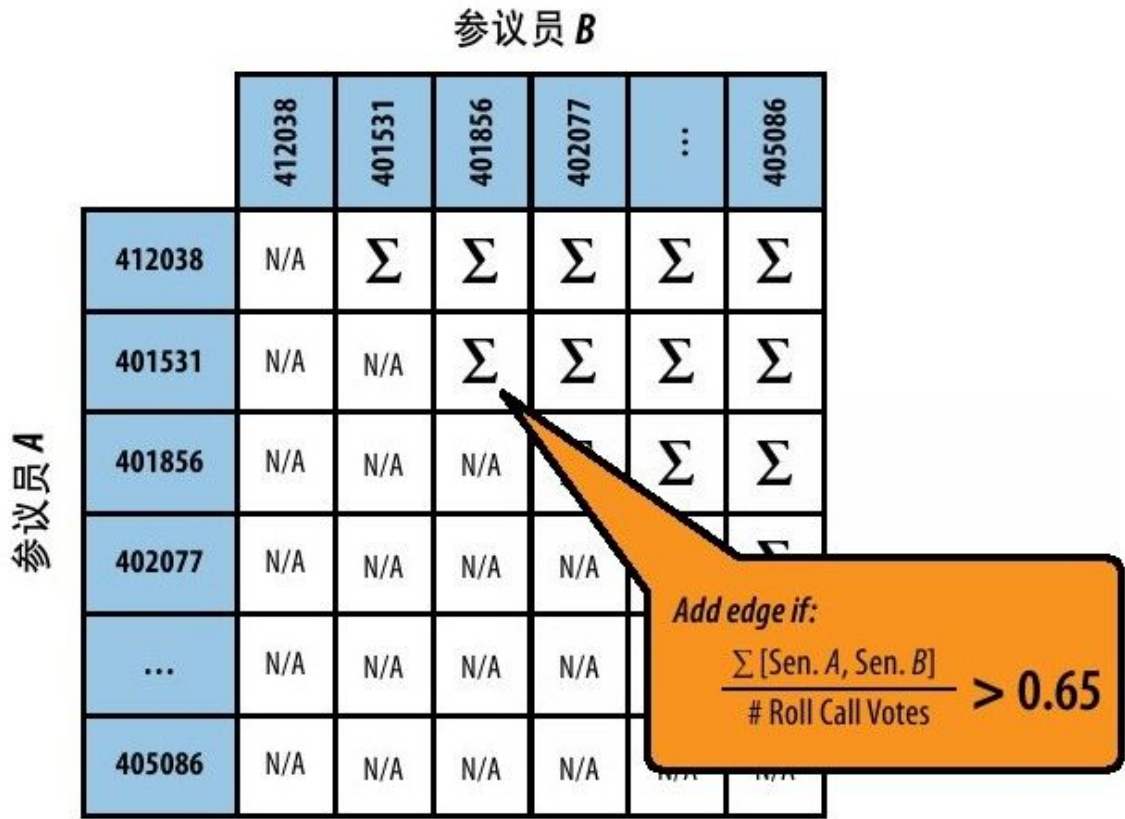 参议员 B
412038 401531 401856 402077 ... 405086
参议员 A
412038 N/A Σ Σ Σ Σ Σ
401531 N/A N/A Σ Σ Σ Σ
401856 N/A N/A N/A Σ Σ
402077 N/A N/A N/A N/A
... N/A N/A N/A N/A
405086 N/A N/A N/A N/A
Add edge if:
Σ [Sen. A, Sen. B]
# Roll Call Votes
> 0.65